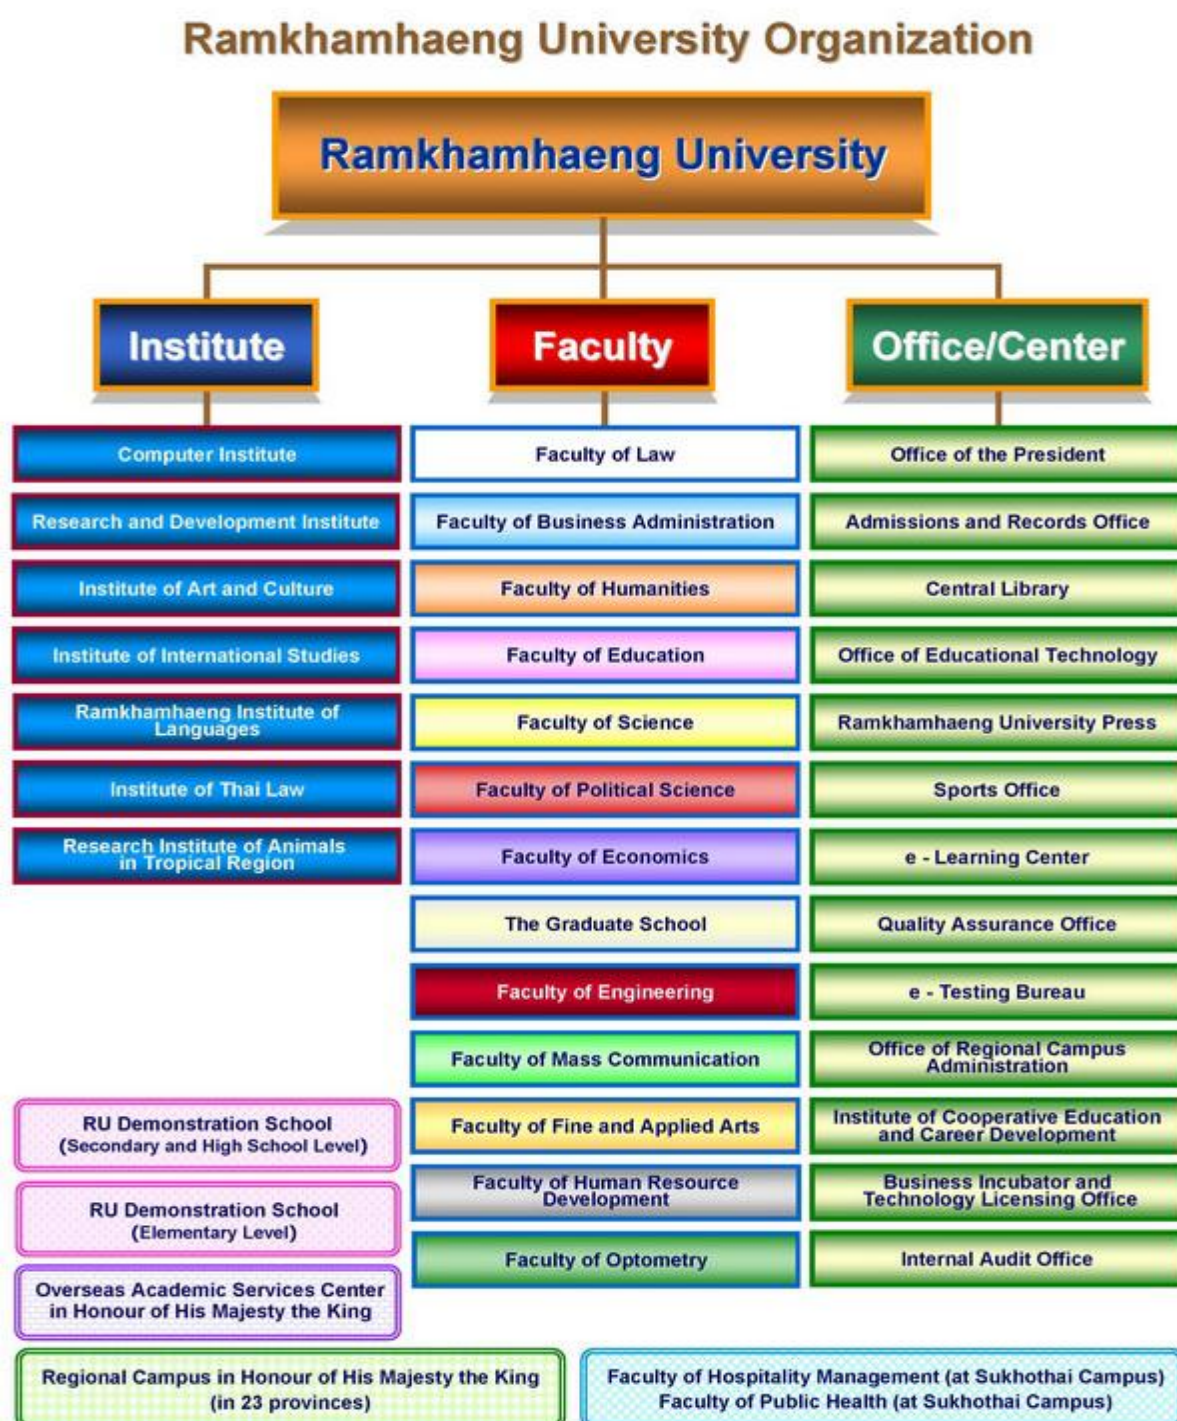 Ramkhamhaeng University Organization
Ramkhamhaeng University
Institute
Faculty
Office/Center
Computer Institute
Research and Development Institute
Institute of Art and Culture
Institute of International Studies
Ramkhamhaeng Institute of
Languages
Institute of Thai Law
Research Institute of Animals
in Tropical Region
Faculty of Law
Faculty of Business Administration
Faculty of Humanities
Faculty of Education
Faculty of Science
Faculty of Political Science
Faculty of Economics
The Graduate School
Faculty of Engineering
Faculty of Mass Communication
Faculty of Fine and Applied Arts
Faculty of Human Resource
Development
Faculty of Optometry
Office of the President
Admissions and Records Office
Central Library
Office of Educational Technology
Ramkhamhaeng University Press
Sports Office
e - Learning Center
Quality Assurance Office
e - Testing Bureau
Office of Regional Campus
Administration
Institute of Cooperative Education
and Career Development
Business Incubator and
Technology Licensing Office
Internal Audit Office
RU Demonstration School
(Secondary and High School Level)
RU Demonstration School
(Elementary Level)
Overseas Academic Services Center
in Honour of His Majesty the King
Regional Campus in Honour of His Majesty the King
(in 23 provinces)
Faculty of Hospitality Management (at Sukhothai Campus)
Faculty of Public Health (at Sukhothai Campus)